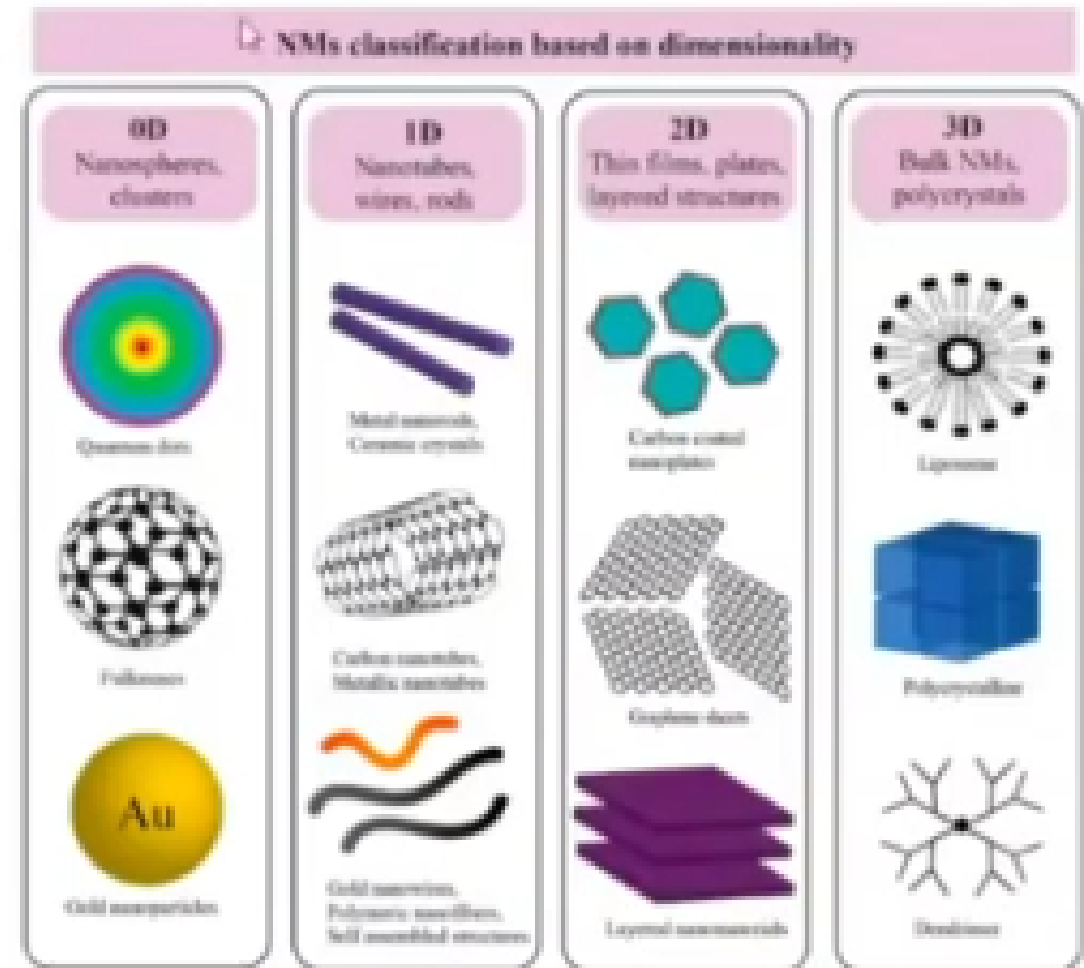 NMs classification based on dimensionality
0D
Nanospheres,
clusters
Quantum dots
Fullerenes
Au
Gold nanoparticles
1D
Nanotubes,
wires, rods
Metal nanorods,
Ceramic crystals
Carbon nanotubes,
Metallic nanotubes
Gold nanowires,
Polymeric nanofibers,
Self assembled structures
2D
Thin films, plates,
layered structures
Carbon coated
nanoplates
Graphene sheets
Layered nanomaterials
3D
Bulk NMs,
polycrystals
Liposome
Polycrystalline
Dendrimer